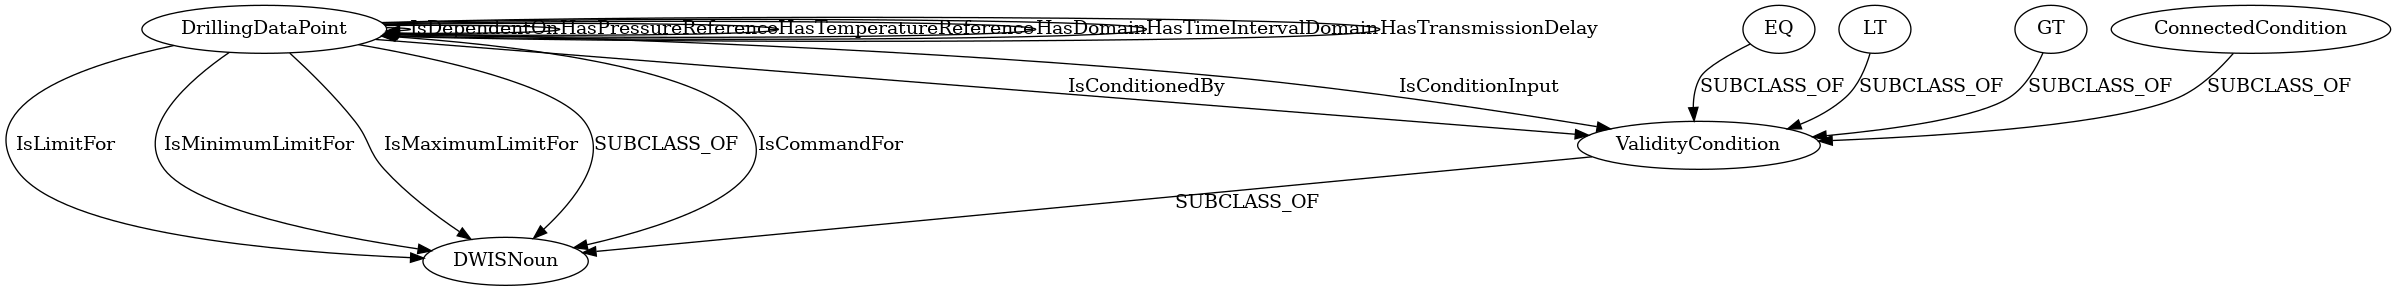 DrillingDataPoint
IsDependentOn
HasPressureReference
HasTemperatureReference
HasDomain
HasTimeIntervalDomain
HasTransmissionDelay
EQ
LT
GT
ConnectedCondition
IsConditionedBy
IsConditionInput
SUBCLASS_OF
SUBCLASS_OF
SUBCLASS_OF
SUBCLASS_OF
IsLimitFor
IsMinimumLimitFor
IsMaximumLimitFor
SUBCLASS_OF
IsCommandFor
ValidityCondition
SUBCLASS_OF
DWISNoun